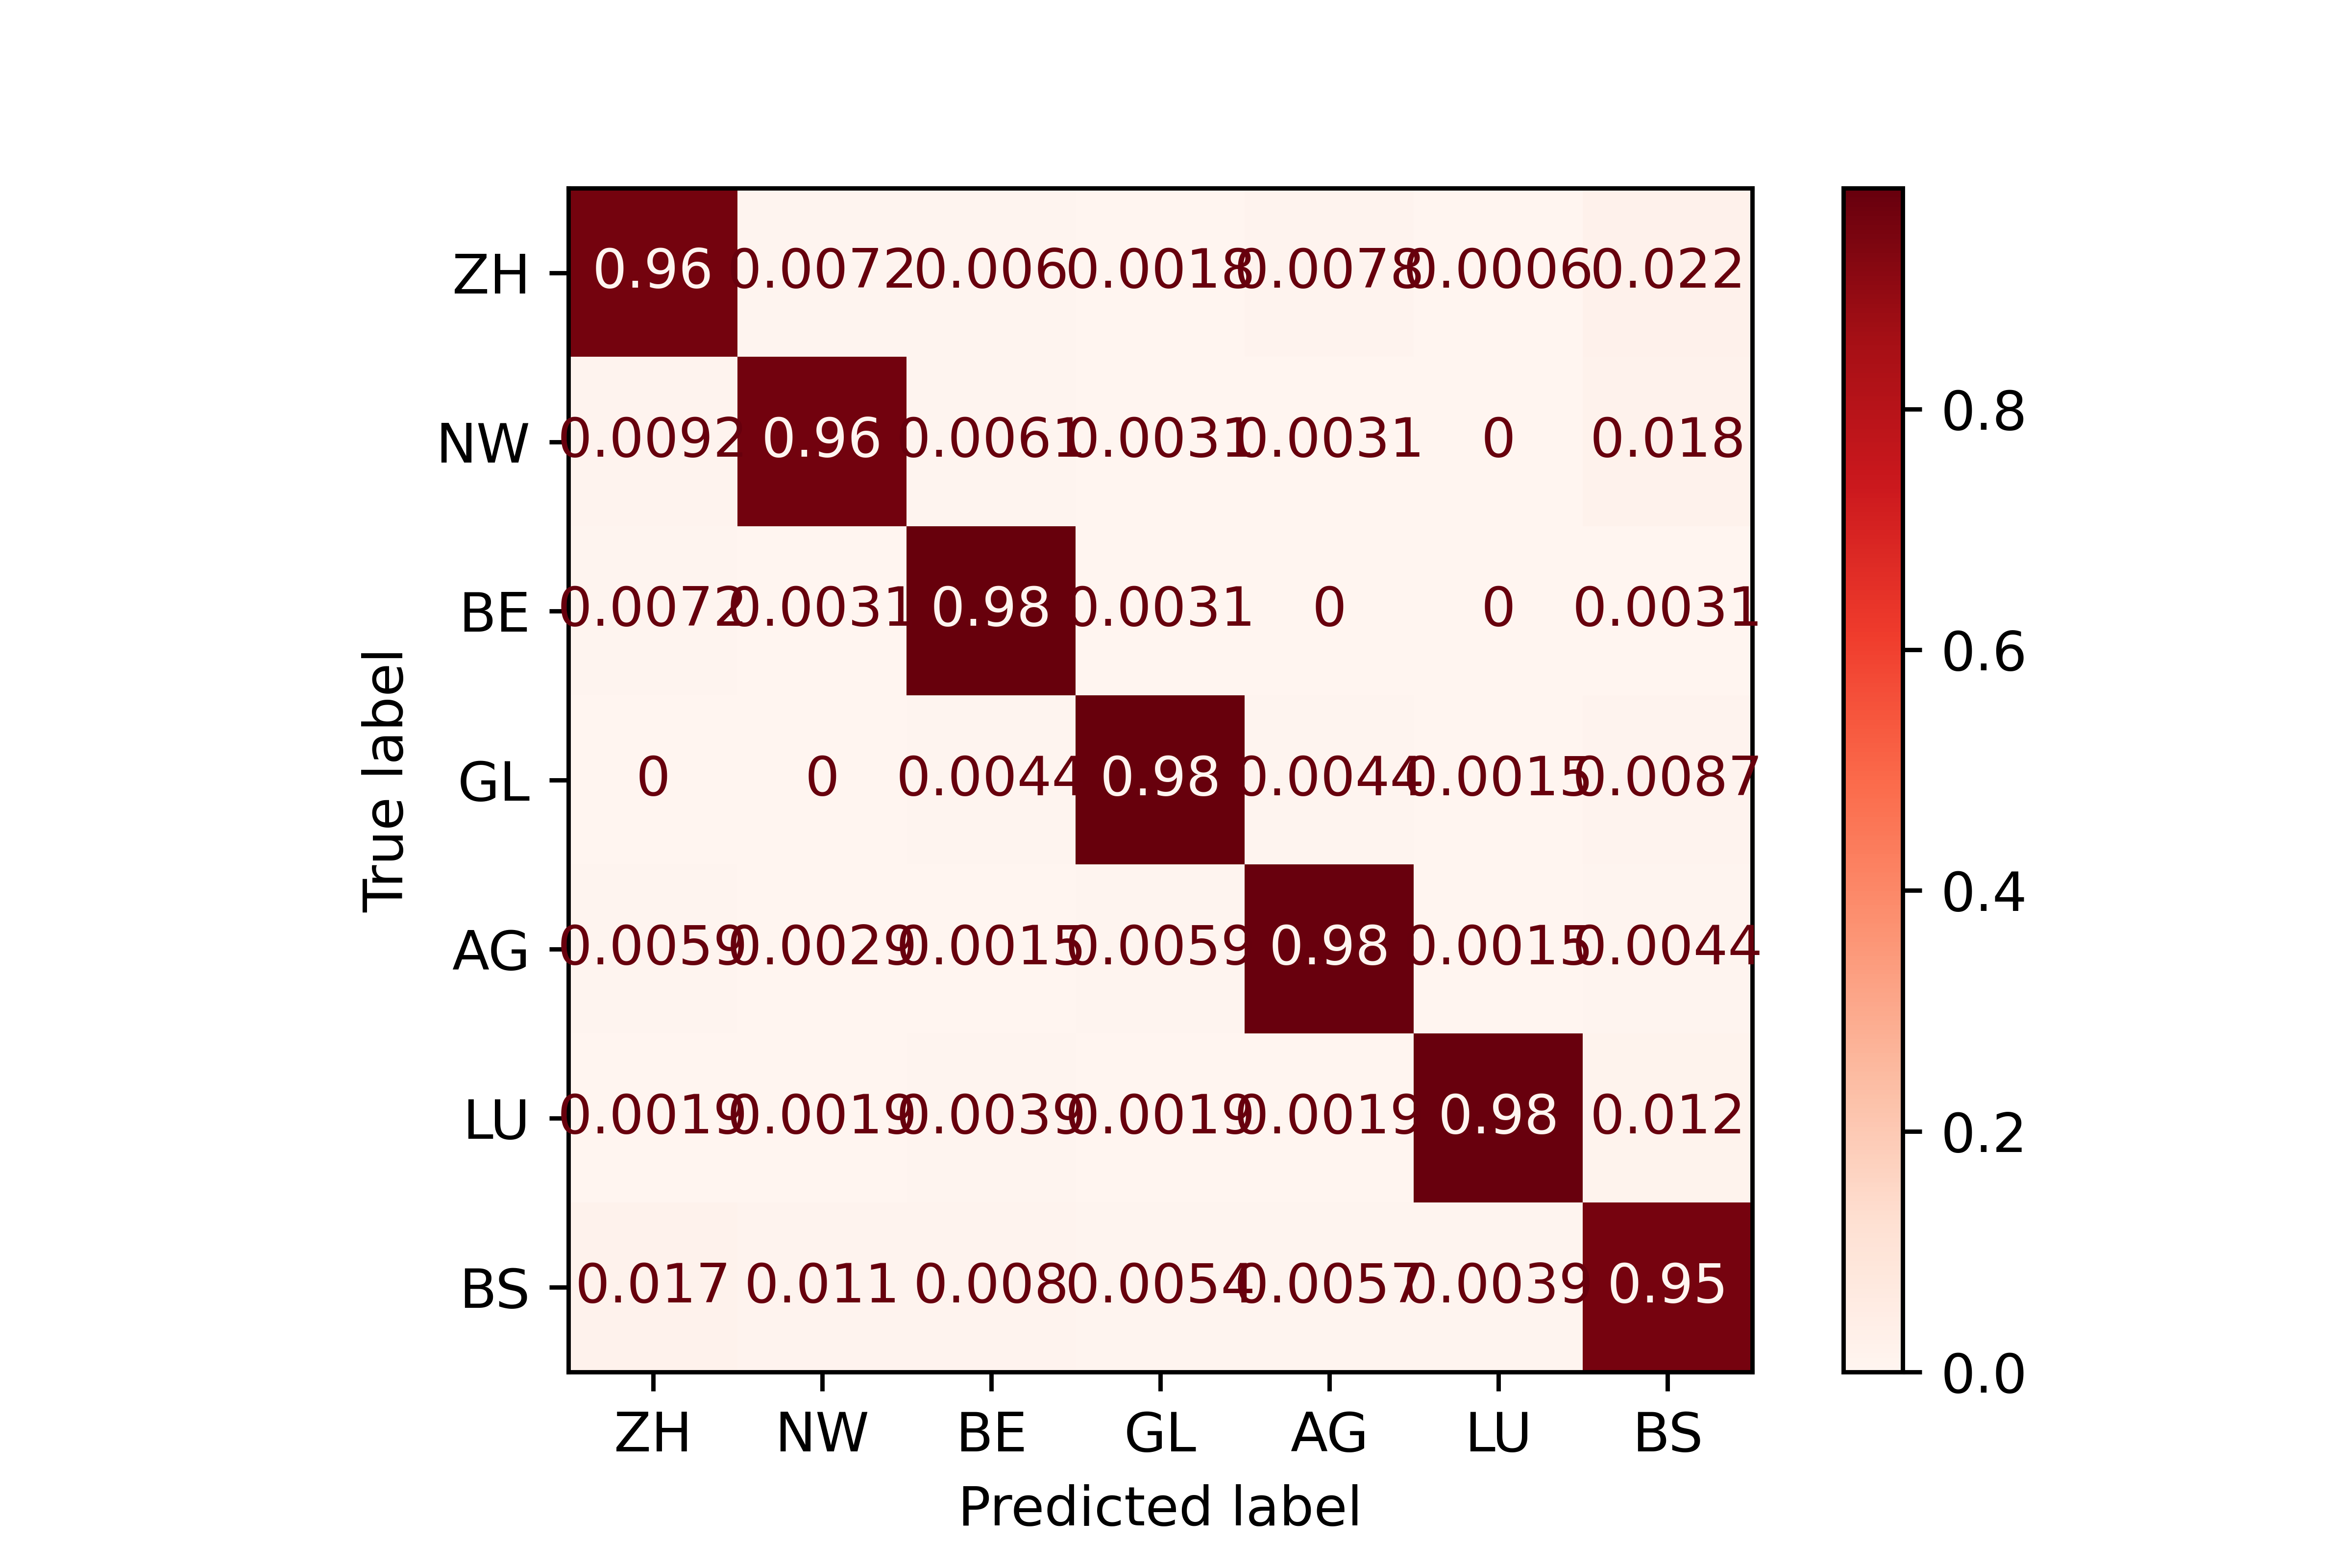 ZH 0.96 0.0072 0.006 0.0018 0.0078 0.0006 0.022
NW 0.0092 0.96 0.0061 0.0031 0.0031 0 0.018
BE 0.0072 0.0031 0.98 0.0031 0 0 0.0031
GL 0 0 0.0044 0.98 0.0044 0.0015 0.0087
AG 0.0059 0.0029 0.0015 0.0059 0.98 0.0015 0.0044
LU 0.0019 0.0019 0.0039 0.0019 0.0019 0.98 0.012
BS 0.017 0.011 0.008 0.0054 0.0057 0.0039 0.95
ZH NW BE GL AG LU BS
Predicted label
True label
0.8
0.6
0.4
0.2
0.0